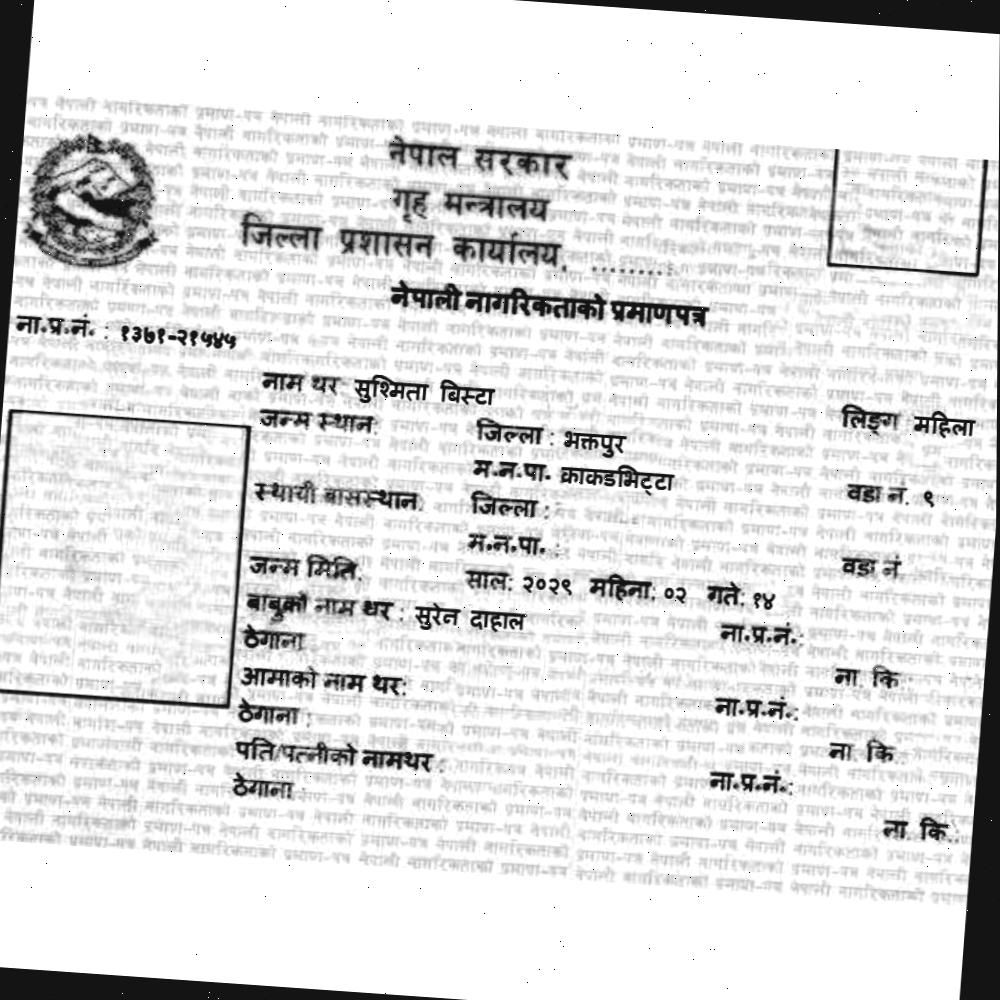 नेपाल सरकार
गृह मन्त्रालय
जिल्ला प्रशासन कार्यालय, .........
नेपाली नागरिकताको प्रमाणपत्र
ना.प्र.नं. : १३७१-२१५४५
नाम थर: सुश्मिता बिस्टा लिङ्ग महिला
जन्म स्थान: जिल्ला : भक्तपुर
म.न.पा. काकडभिट्टा वडा नं. ९
स्थायी बासस्थान: जिल्ला :
म.न.पा. : वडा नं
जन्म मिति: साल: २०२९ महिना: ०२ गते: १४
बाबुको नाम थर : सुरेन दाहाल ना.प्र.नं.:
ठेगाना ना. कि.:
आमाको नाम थर: ना.प्र.नं.:
ठेगाना : ना. कि.:
पति/पत्नीको नामथर : ना.प्र.नं.:
ठेगाना : ना. कि.: